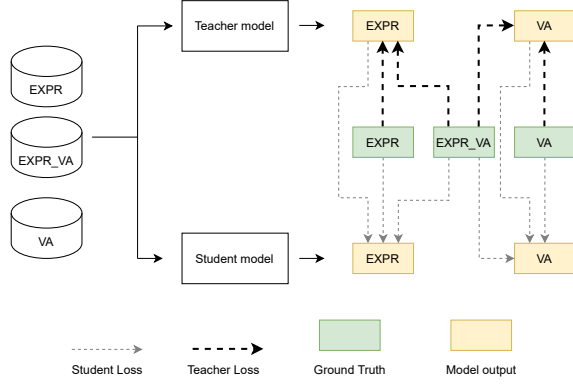 Teacher model
EXPR
VA
EXPR
EXPR_VA
VA
EXPR
EXPR_VA
VA
Student model
EXPR
VA
Student Loss
Teacher Loss
Ground Truth
Model output